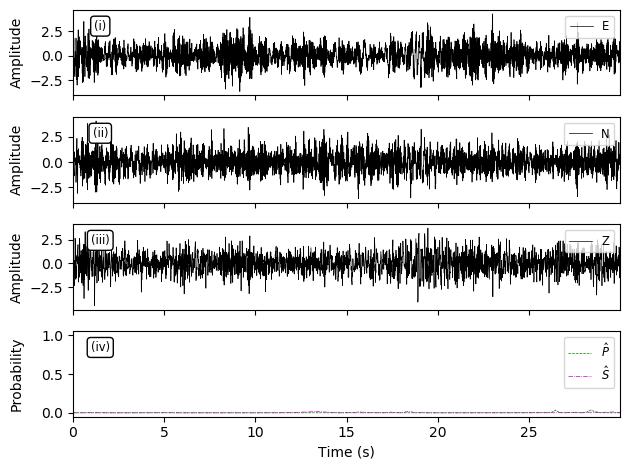 Amplitude
2.5
0.0
−2.5
(i)
E
Amplitude
2.5
0.0
−2.5
(ii)
N
Amplitude
2.5
0.0
−2.5
(iii)
Z
Probability
1.0
0.5
0.0
(iv)
P̂
Ŝ
0 5 10 15 20 25
Time (s)